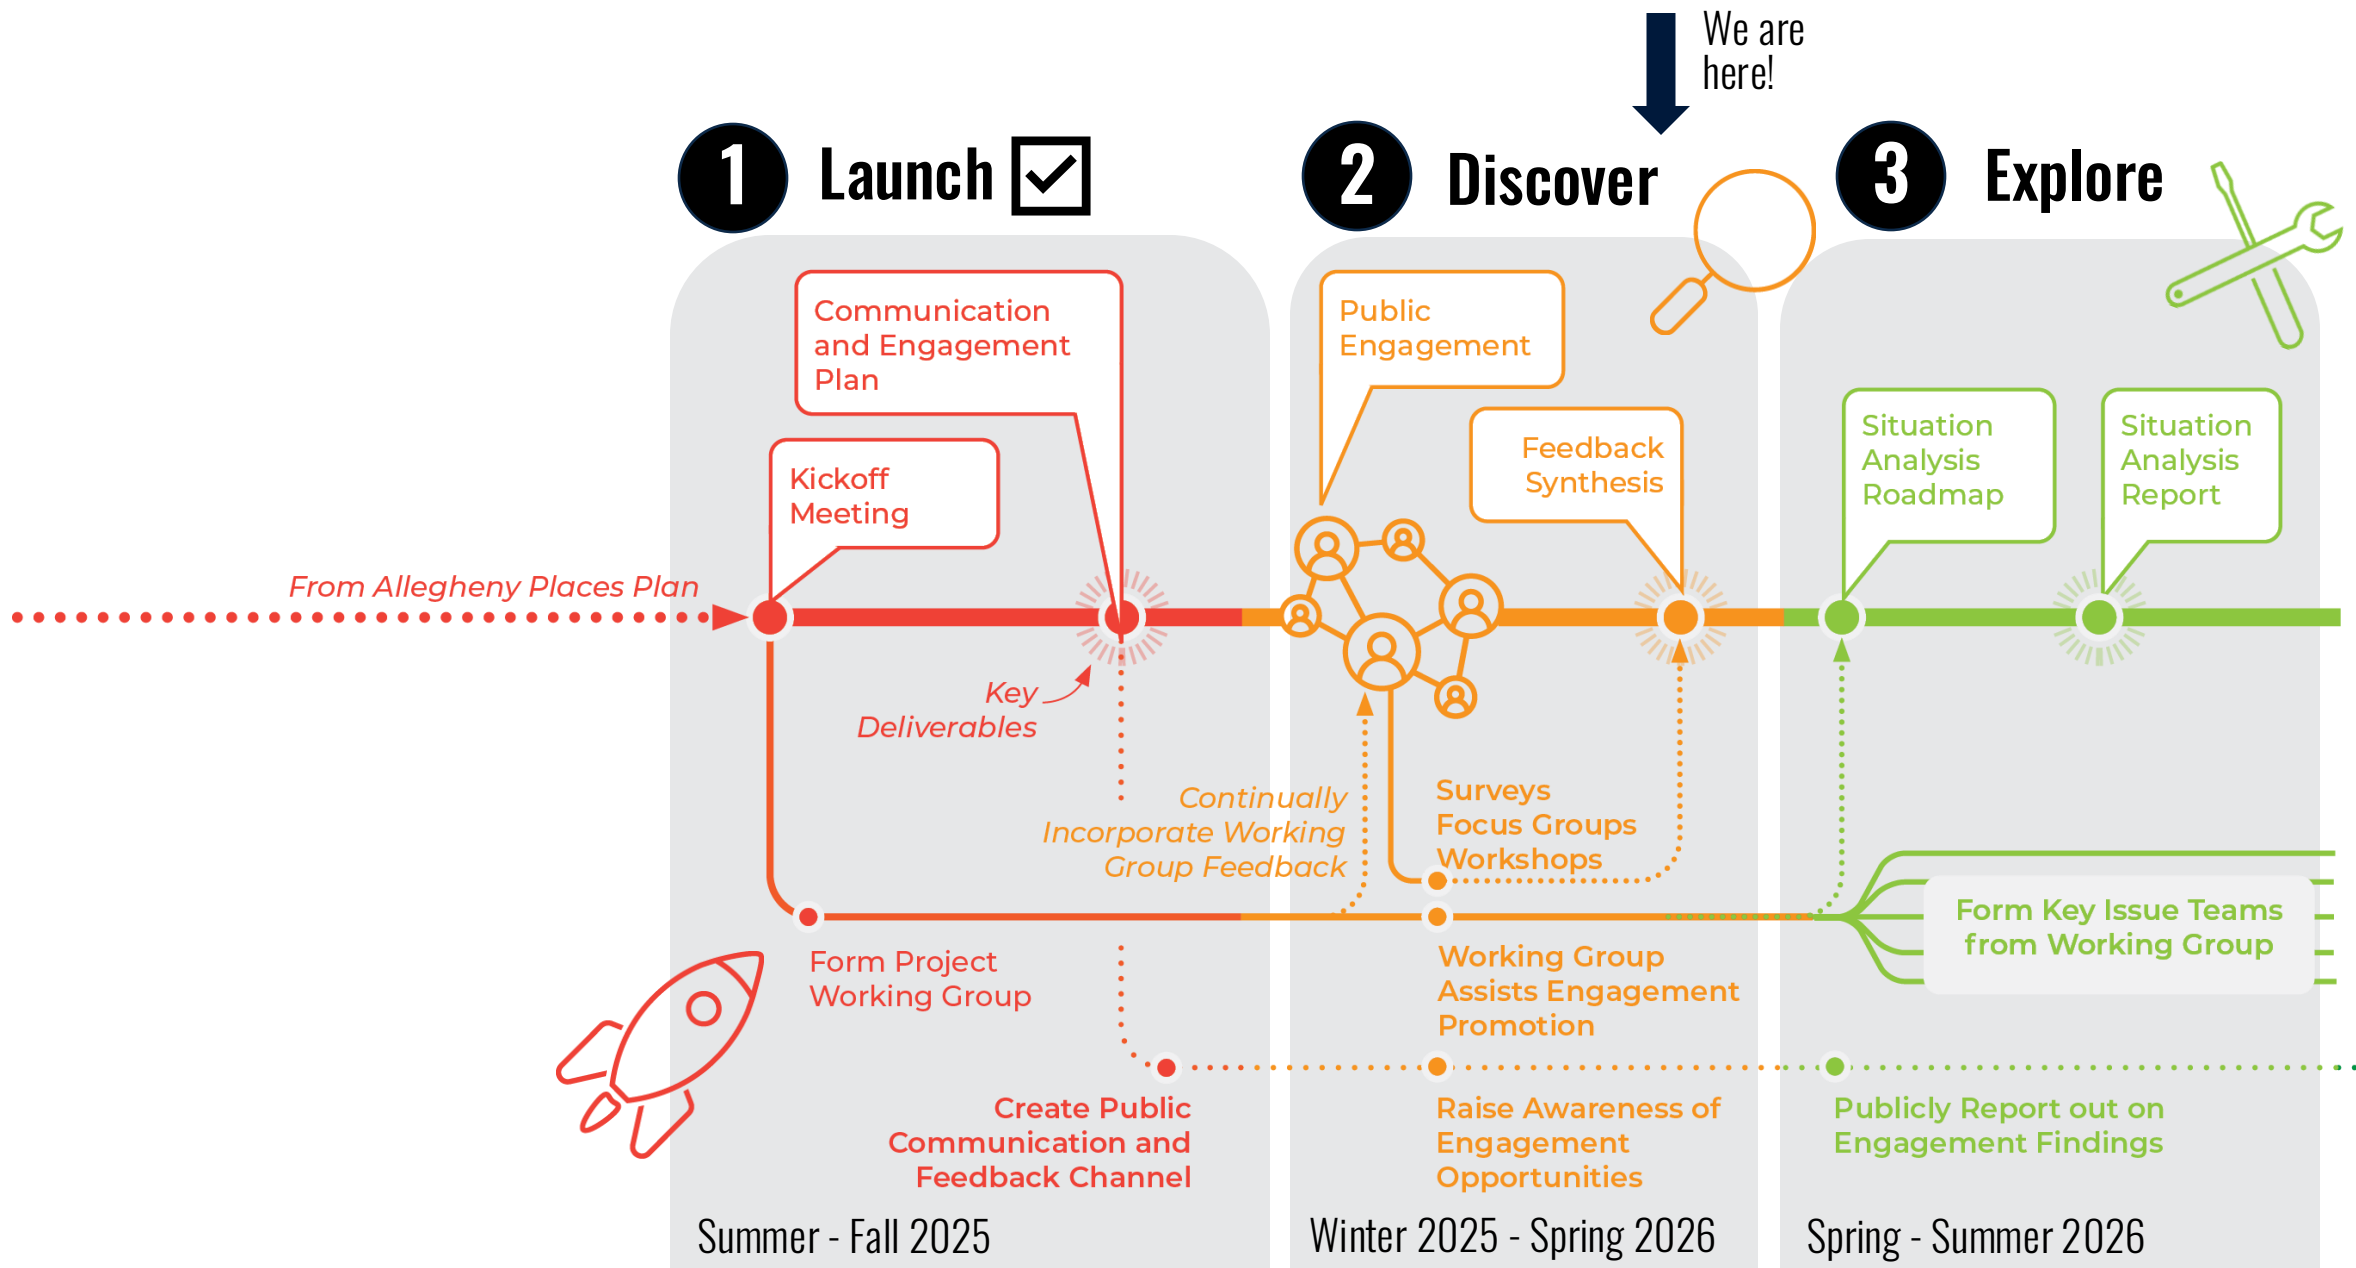 We are
here!
1
Launch
2
Discover
3
Explore
Communication
and Engagement
Plan
Kickoff
Meeting
Public
Engagement
Feedback
Synthesis
Situation
Analysis
Roadmap
Situation
Analysis
Report
From Allegheny Places Plan
Key
Deliverables
Continually
Incorporate Working
Group Feedback
Surveys
Focus Groups
Workshops
Form Project
Working Group
Working Group
Assists Engagement
Promotion
Form Key Issue Teams
from Working Group
Create Public
Communication and
Feedback Channel
Raise Awareness of
Engagement
Opportunities
Publicly Report out on
Engagement Findings
Summer - Fall 2025
Winter 2025 - Spring 2026
Spring - Summer 2026